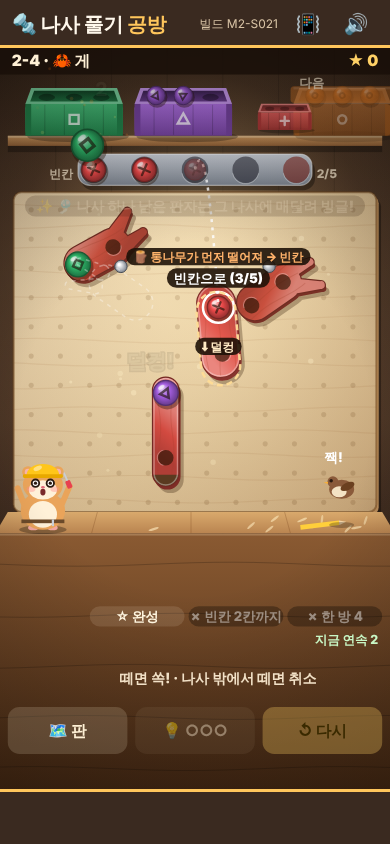 🔩 나사 풀기 공방 빌드 M2-S021 📳 🔊
2-4 · 🦀 게 ★ 0
다음
빈칸 2/5
🪵 통나무가 먼저 떨어져 → 빈칸
빈칸으로 (3/5)
⬇덜컹
덜컹!
짹!
☆ 완성 × 빈칸 2칸까지 × 한 방 4
지금 연속 2
떼면 쏙! · 나사 밖에서 떼면 취소
🗺️ 판 💡 ○○○ ↺ 다시